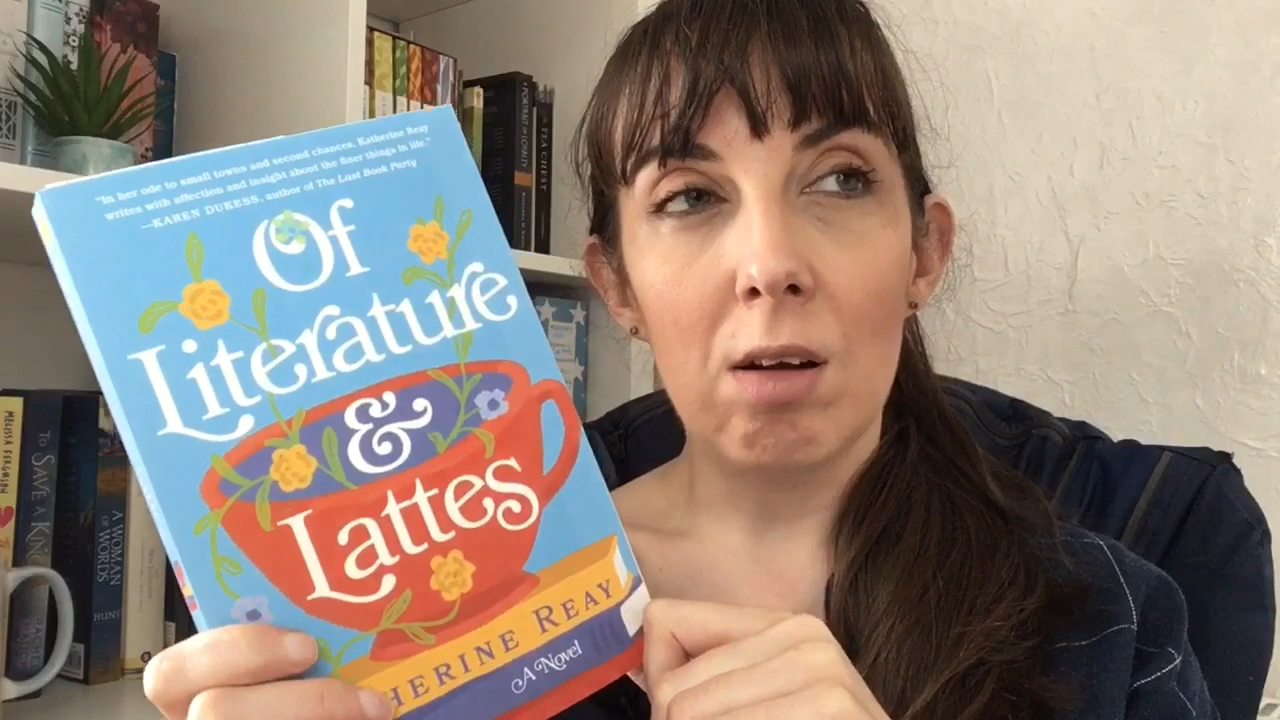 "In her ode to small towns and second chances, Katherine Reay
writes with affection and insight about the finer things in life."
—KAREN DUKESS, author of The Last Book Party
Of
Literature
&
Lattes
HERINE REAY
A Novel
A PORTRAIT OF LOYALTY
TEA CHEST
MELISSA FERGUSON
TO SAVE A KING
A WOMAN
OF WORDS
HUNT